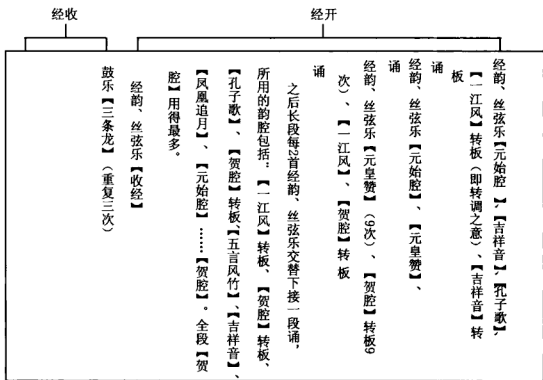 开经
经韵、丝弦乐【元始腔】、【吉祥音】、【孔子歌】、
【一江风】转板(即转调之意)、【吉祥音】转
板
诵
经韵、丝弦乐【元始腔】、【元皇赞】、
诵
经韵、丝弦乐【元皇赞】(9次)、【贺腔】转板9
次)、【一江风】、【贺腔】转板
诵
之后长段每2首经韵、丝弦乐交替下接一段诵,
所用的韵腔包括:【一江风】转板、【贺腔】转板、
【孔子歌】、【贺腔】转板、【五言风竹】、【吉祥音】、
【凤凰追月】、【元始腔】……【贺腔】。全段【贺
腔】用得最多。
收经
经韵、丝弦乐【收经】
鼓乐【三条龙】(重复三次)